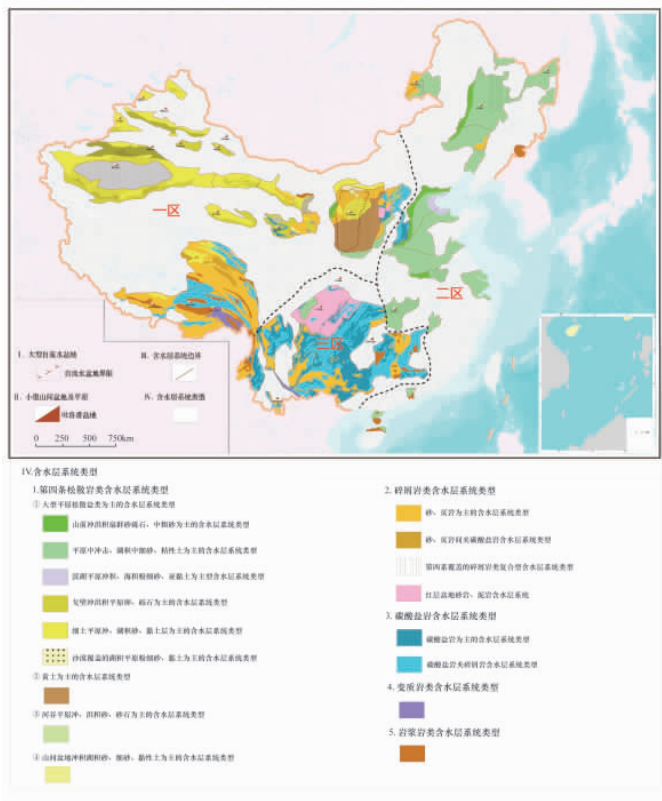 一区
二区
三区
I、大型自流水盆地
自流水盆地界限
II、小型山间盆地及平原
III、含水层系统边界
IV、含水层系统类型
0 250 500 750km
IV.含水层系统类型
1.第四条松散岩类含水层系统类型
① 大型平原松散盐类为主的含水层系统类型
山前冲洪积扇群砂砾石、中粗砂为主的含水层系统类型
平原中冲击、湖积中细砂、粘性土为主的含水层系统类型
滨湖平原冲积、海积粉细砂、亚黏土为主型含水层系统类型
戈壁冲洪积平原卵、砾石为主的含水层系统类型
细土平原冲、湖积砂、黏土层为主的含水层系统类型
沙漠覆盖的湖积平原粉细砂、黏土为主的含水层系统类型
② 黄土为主的含水层系统类型
③ 河谷平原冲、洪积砂、砂石为主的含水层系统类型
④ 山间盆地冲积湖积砂、细砂、黏性土为主的含水层系统类型
2. 碎屑岩类含水层系统类型
砂、泥岩为主的含水层系统类型
砂、泥岩间夹碳酸盐岩含水层系统类型
第四系覆盖的碎屑岩类复合型含水层系统类型
红层盆地砂岩、泥岩含水层系统
3. 碳酸盐岩类含水层系统类型
碳酸盐岩为主的含水层系统类型
碳酸盐岩夹碎屑岩含水层系统类型
4. 变质岩类含水层系统类型
5. 岩浆岩类含水层系统类型